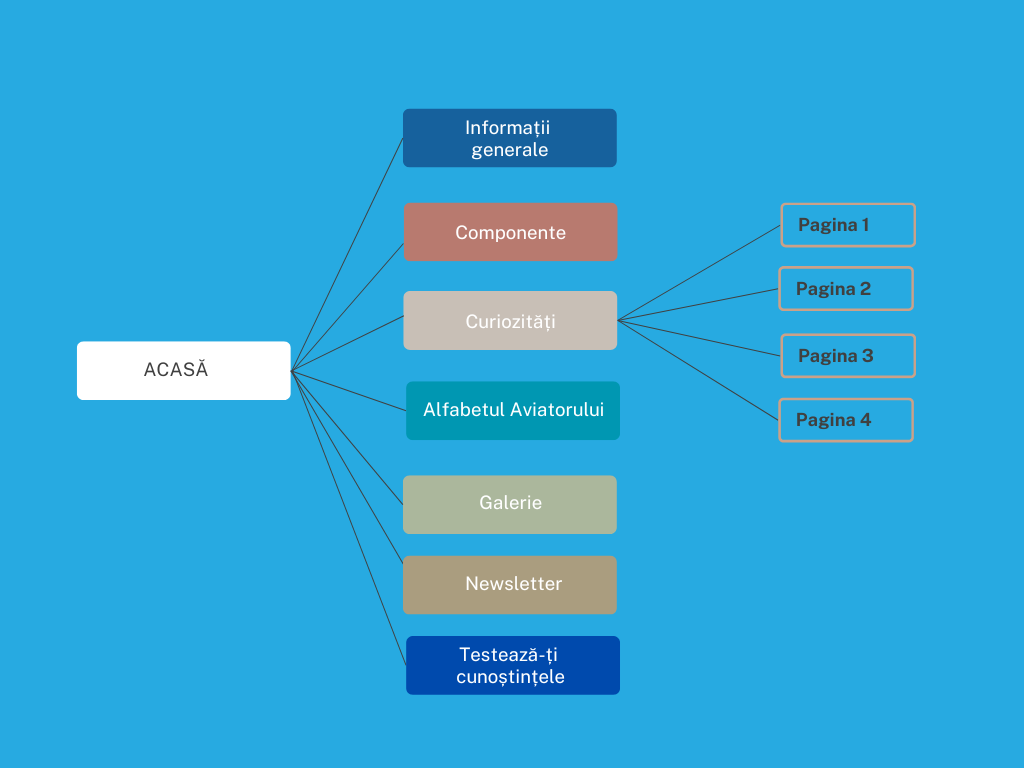 ACASĂ
Informații
generale
Componente
Curiozități
Alfabetul Aviatorului
Galerie
Newsletter
Testează-ți
cunoștințele
Pagina 1
Pagina 2
Pagina 3
Pagina 4